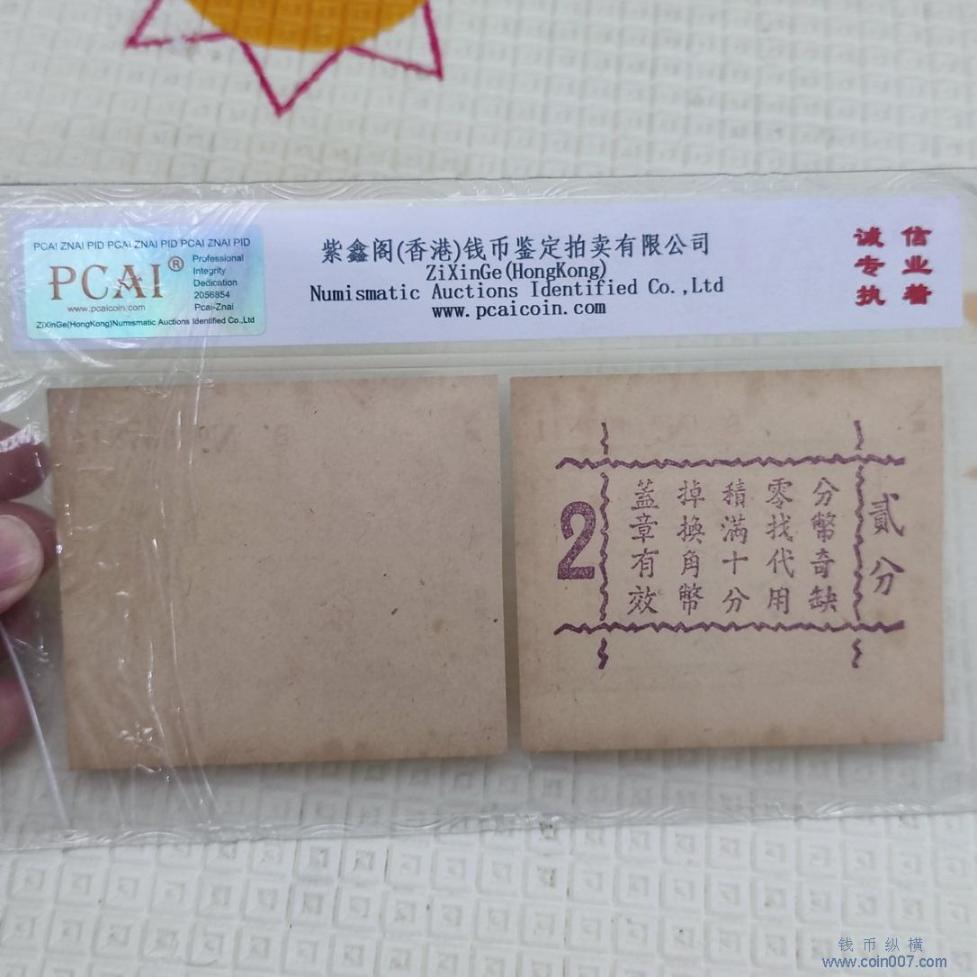 PCAI ZNAI PID PCAI ZNAI PID PCAI ZNAI PID
PCAI®
www.pcaicoin.com
Professional
Integrity
Dedication
2056854
Pcai-Znai
ZiXinGe(HongKong)Numismatic Auctions Identified Co.,Ltd
紫鑫阁(香港)钱币鉴定拍卖有限公司
ZiXinGe(HongKong)
Numismatic Auctions Identified Co.,Ltd
www.pcaicoin.com
诚信
专业
执着
贰分
分幣奇缺
零找代用
積满十分
掉換角幣
蓋章有效
2
钱币纵横
www.coin007.com